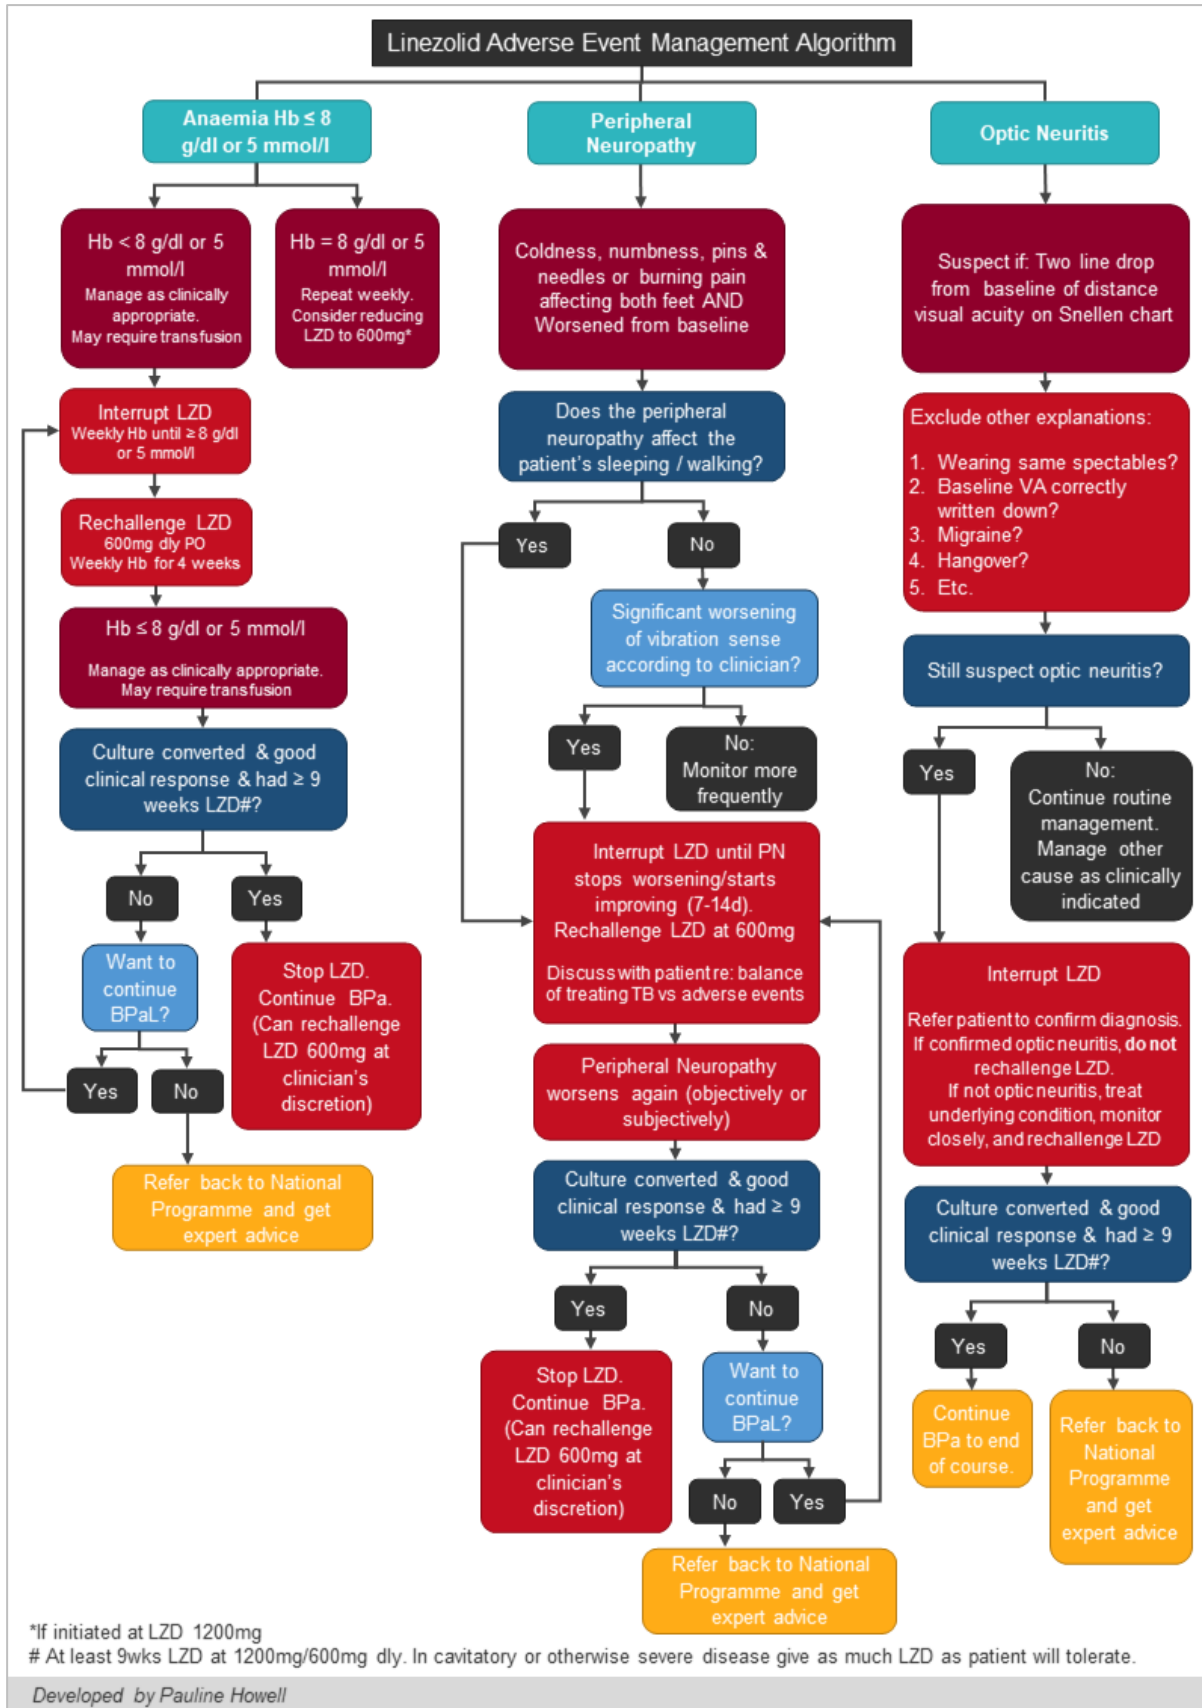 Linezolid Adverse Event Management Algorithm
Anaemia Hb ≤ 8
g/dl or 5 mmol/l
Hb < 8 g/dl or 5
mmol/l
Manage as clinically
appropriate.
May require transfusion
Hb = 8 g/dl or 5
mmol/l
Repeat weekly.
Consider reducing
LZD to 600mg*
Interrupt LZD
Weekly Hb until ≥ 8 g/dl
or 5 mmol/l
Rechallenge LZD
600mg dly PO
Weekly Hb for 4 weeks
Hb ≤ 8 g/dl or 5 mmol/l
Manage as clinically appropriate.
May require transfusion
Culture converted & good
clinical response & had ≥ 9
weeks LZD#?
No
Yes
Want to
continue
BPaL?
Stop LZD.
Continue BPa.
(Can rechallenge
LZD 600mg at
clinician's
discretion)
Yes
No
Refer back to National
Programme and get
expert advice
Peripheral
Neuropathy
Coldness, numbness, pins &
needles or burning pain
affecting both feet AND
Worsened from baseline
Does the peripheral
neuropathy affect the
patient's sleeping / walking?
Yes
No
Significant worsening
of vibration sense
according to clinician?
Yes
No:
Monitor more
frequently
Interrupt LZD until PN
stops worsening/starts
improving (7-14d).
Rechallenge LZD at 600mg
Discuss with patient re: balance
of treating TB vs adverse events
Peripheral Neuropathy
worsens again (objectively or
subjectively)
Culture converted & good
clinical response & had ≥ 9
weeks LZD#?
Yes
No
Stop LZD.
Continue BPa.
(Can rechallenge
LZD 600mg at
clinician's
discretion)
Want to
continue
BPaL?
No
Yes
Refer back to National
Programme and get
expert advice
Optic Neuritis
Suspect if: Two line drop
from baseline of distance
visual acuity on Snellen chart
Exclude other explanations:
1. Wearing same spectables?
2. Baseline VA correctly
written down?
3. Migraine?
4. Hangover?
5. Etc.
Still suspect optic neuritis?
Yes
No:
Continue routine
management.
Manage other
cause as clinically
indicated
Interrupt LZD
Refer patient to confirm diagnosis.
If confirmed optic neuritis, do not
rechallenge LZD.
If not optic neuritis, treat
underlying condition, monitor
closely, and rechallenge LZD
Culture converted & good
clinical response & had ≥ 9
weeks LZD#?
Yes
No
Continue
BPa to end
of course.
Refer back to
National
Programme
and get
expert advice
*If initiated at LZD 1200mg
# At least 9wks LZD at 1200mg/600mg dly. In cavitatory or otherwise severe disease give as much LZD as patient will tolerate.
Developed by Pauline Howell